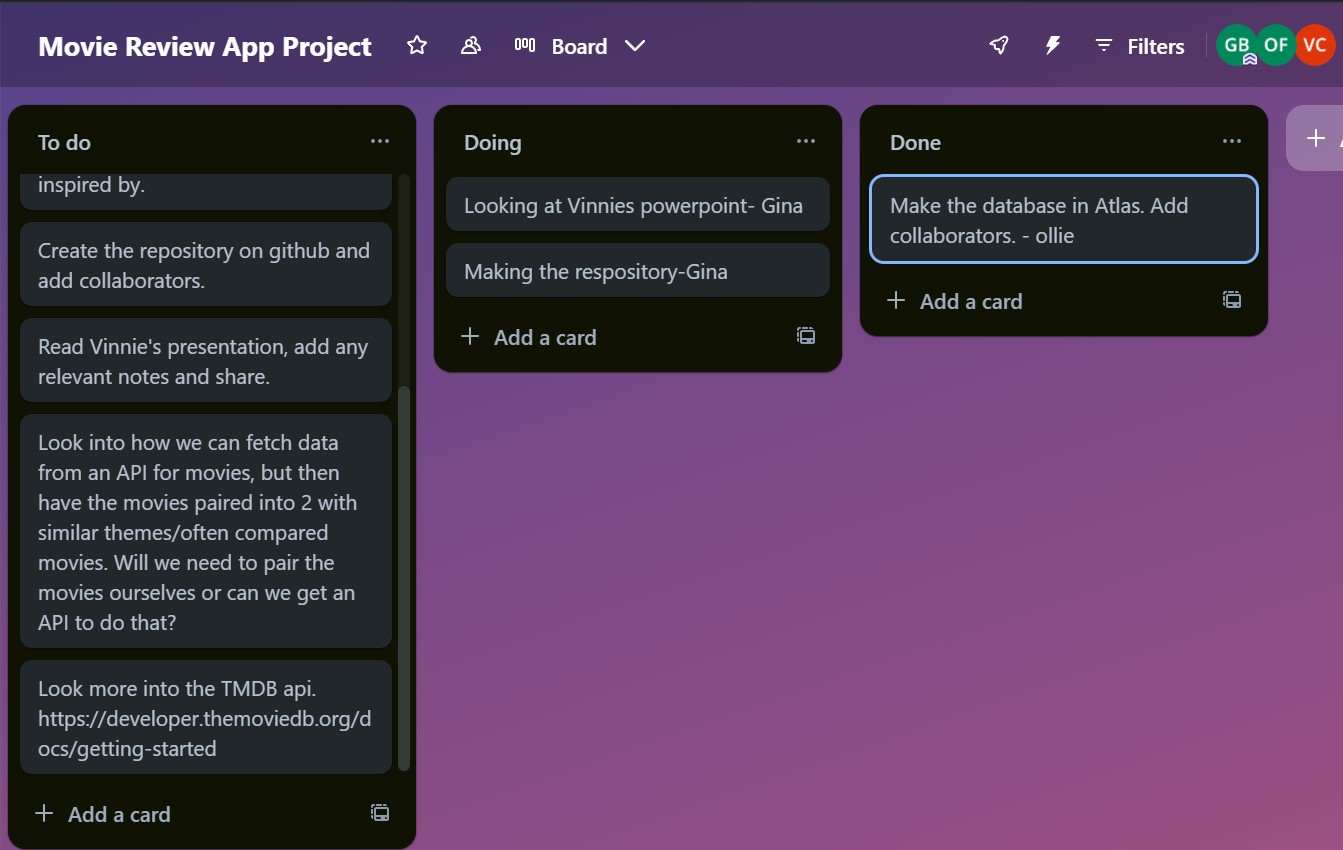 Movie Review App Project
Board
Filters
GB
OF
VC
To do
inspired by.
Create the repository on github and
add collaborators.
Read Vinnie's presentation, add any
relevant notes and share.
Look into how we can fetch data
from an API for movies, but then
have the movies paired into 2 with
similar themes/often compared
movies. Will we need to pair the
movies ourselves or can we get an
API to do that?
Look more into the TMDB api.
https://developer.themoviedb.org/d
ocs/getting-started
+ Add a card
Doing
Looking at Vinnies powerpoint- Gina
Making the respository-Gina
+ Add a card
Done
Make the database in Atlas. Add
collaborators. - ollie
+ Add a card